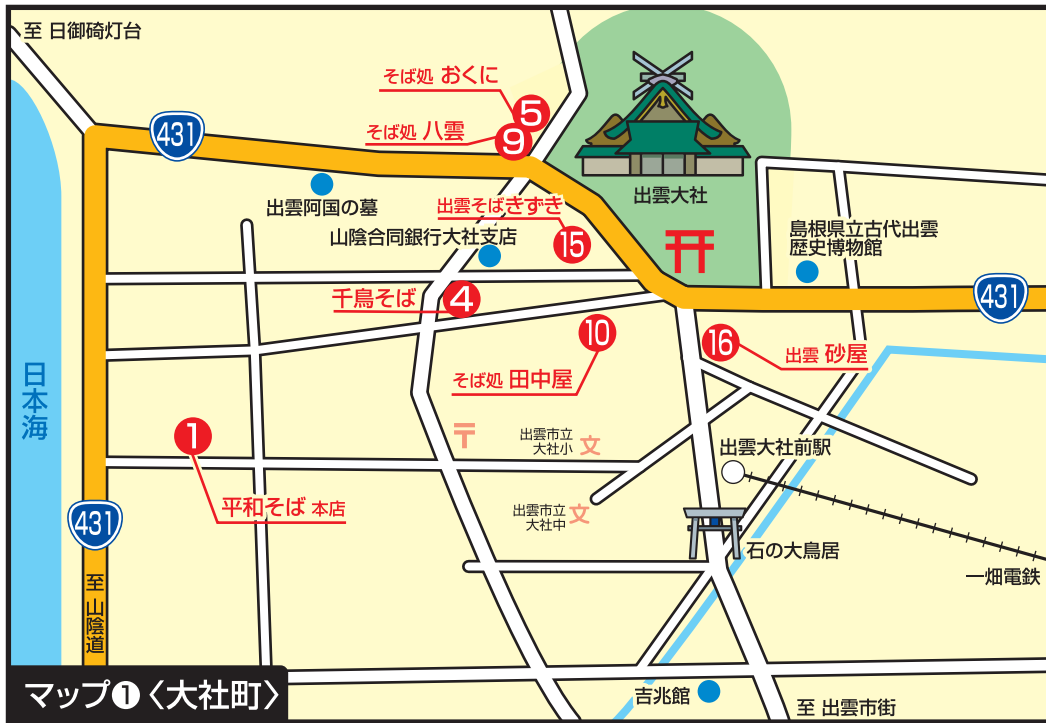 至 日御碕灯台
431
そば処 おくに
5
そば処 八雲
9
出雲阿国の墓
出雲そばきずき
15
山陰合同銀行大社支店
出雲大社
島根県立古代出雲
歴史博物館
431
千鳥そば
4
10
そば処 田中屋
16
出雲 砂屋
日本海
1
平和そば 本店
〒
出雲市立
大社小
文
出雲市立
大社中
文
出雲大社前駅
431
石の大鳥居
一畑電鉄
至 山陰道
マップ❶〈大社町〉
吉兆館
至 出雲市街